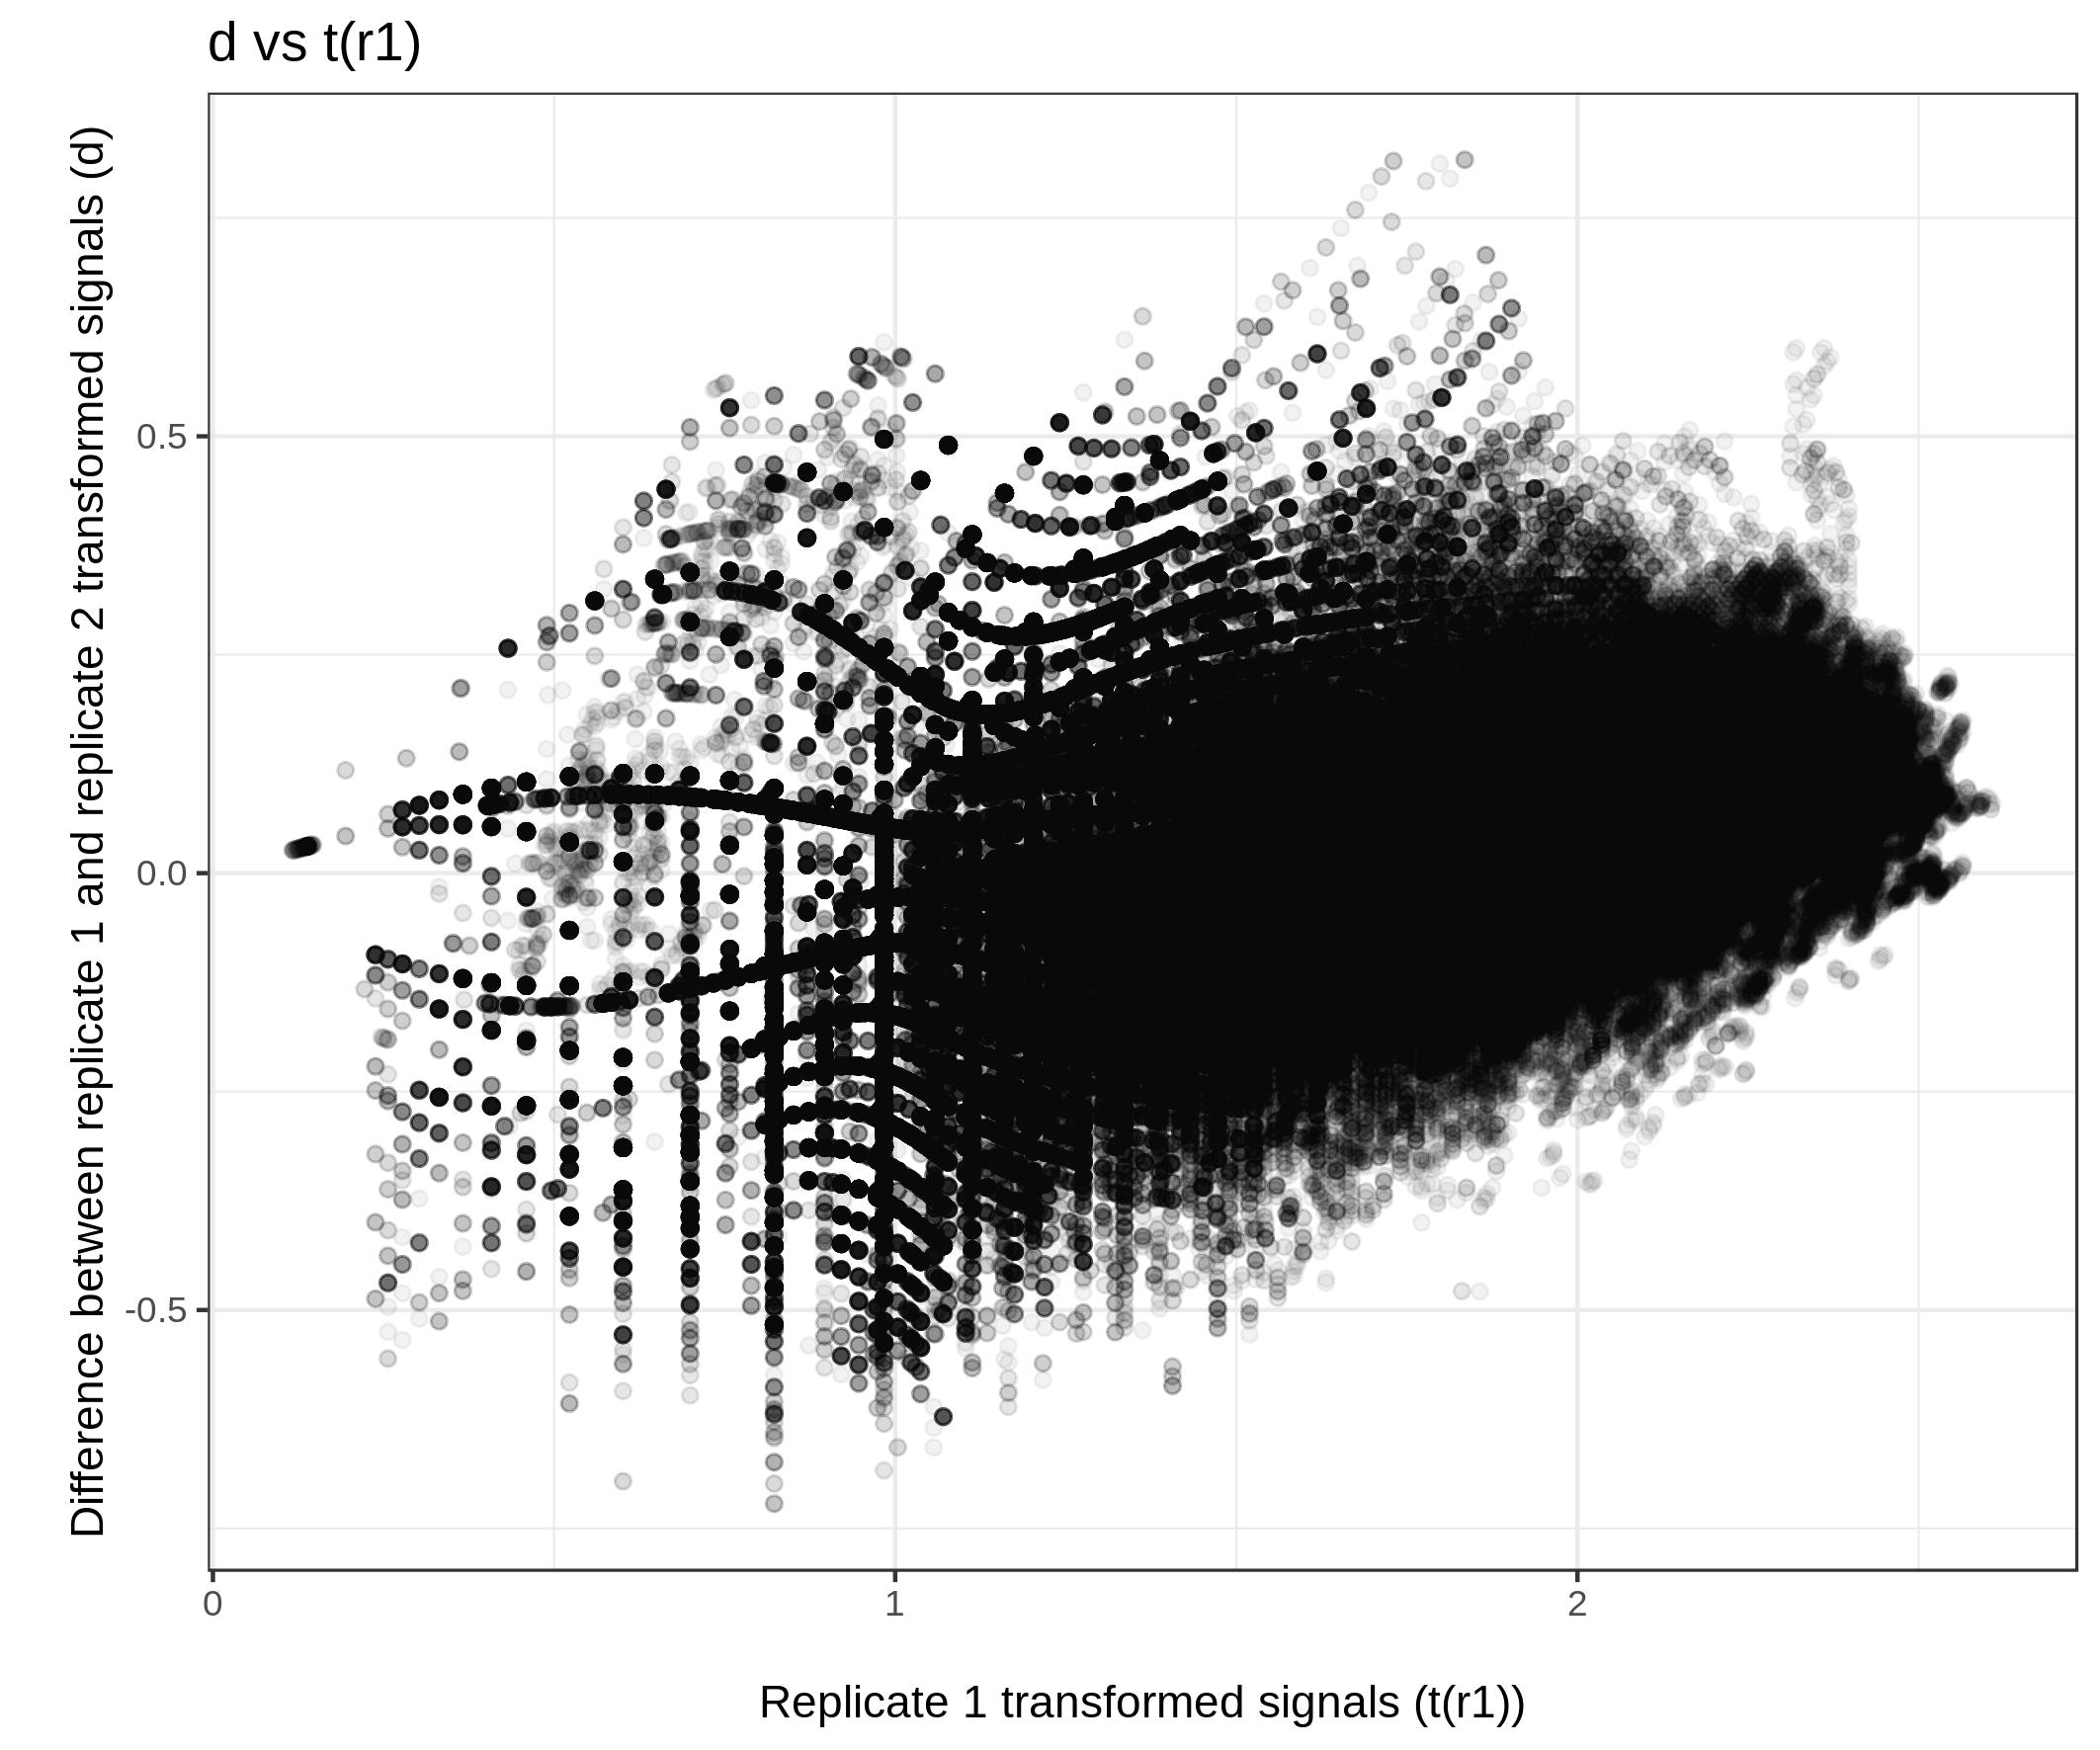 d vs t(r1)
Difference between replicate 1 and replicate 2 transformed signals (d)
0.5
0.0
-0.5
0
1
2
Replicate 1 transformed signals (t(r1))